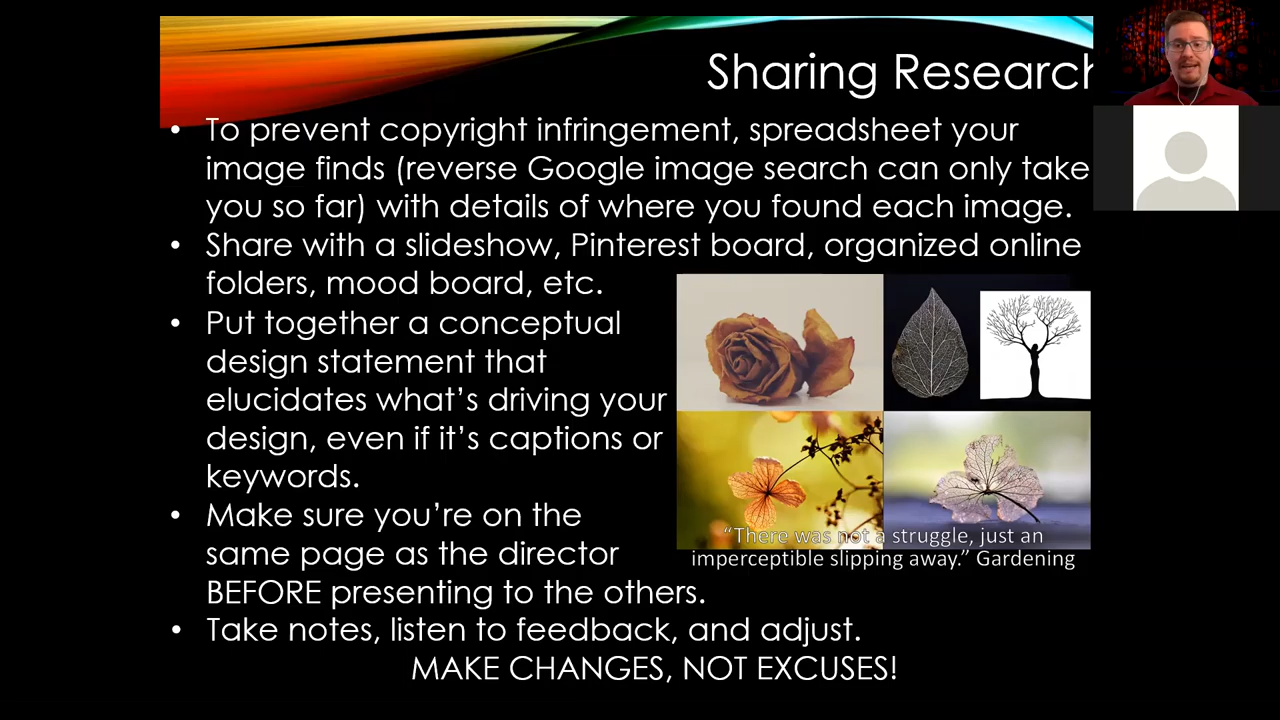 Sharing Research
• To prevent copyright infringement, spreadsheet your
image finds (reverse Google image search can only take
you so far) with details of where you found each image.
• Share with a slideshow, Pinterest board, organized online
folders, mood board, etc.
• Put together a conceptual
design statement that
elucidates what’s driving your
design, even if it’s captions or
keywords.
• Make sure you’re on the
same page as the director
BEFORE presenting to the others.
• Take notes, listen to feedback, and adjust.
MAKE CHANGES, NOT EXCUSES!
“There was not a struggle, just an
imperceptible slipping away.” Gardening